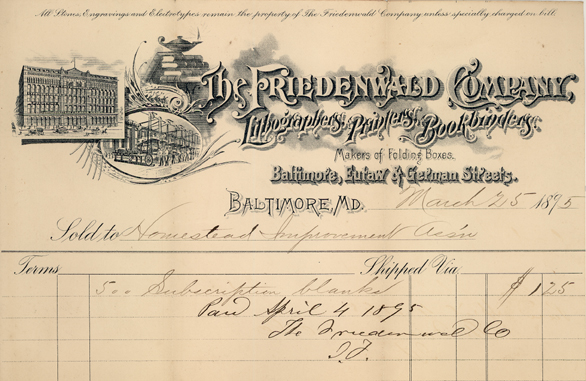 All Stones, Engravings and Electrotypes remain the property of The Friedenwald Company unless specially charged on bill.
The Friedenwald Company,
Lithographers, Printers, Bookbinders.
Makers of Folding Boxes.
Baltimore, Eutaw & German Streets.
Baltimore, MD. March 25 1895
Sold to Homestead Improvement Ass'n
Terms Shipped Via
500 Subscription blanks $ 1.25
Paid April 4 1895
The Friedenwald Co